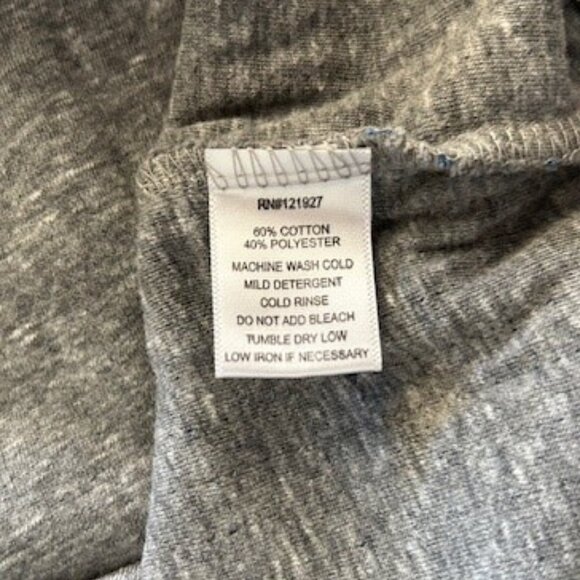 RN#121927
60% COTTON
40% POLYESTER
MACHINE WASH COLD
MILD DETERGENT
COLD RINSE
DO NOT ADD BLEACH
TUMBLE DRY LOW
LOW IRON IF NECESSARY